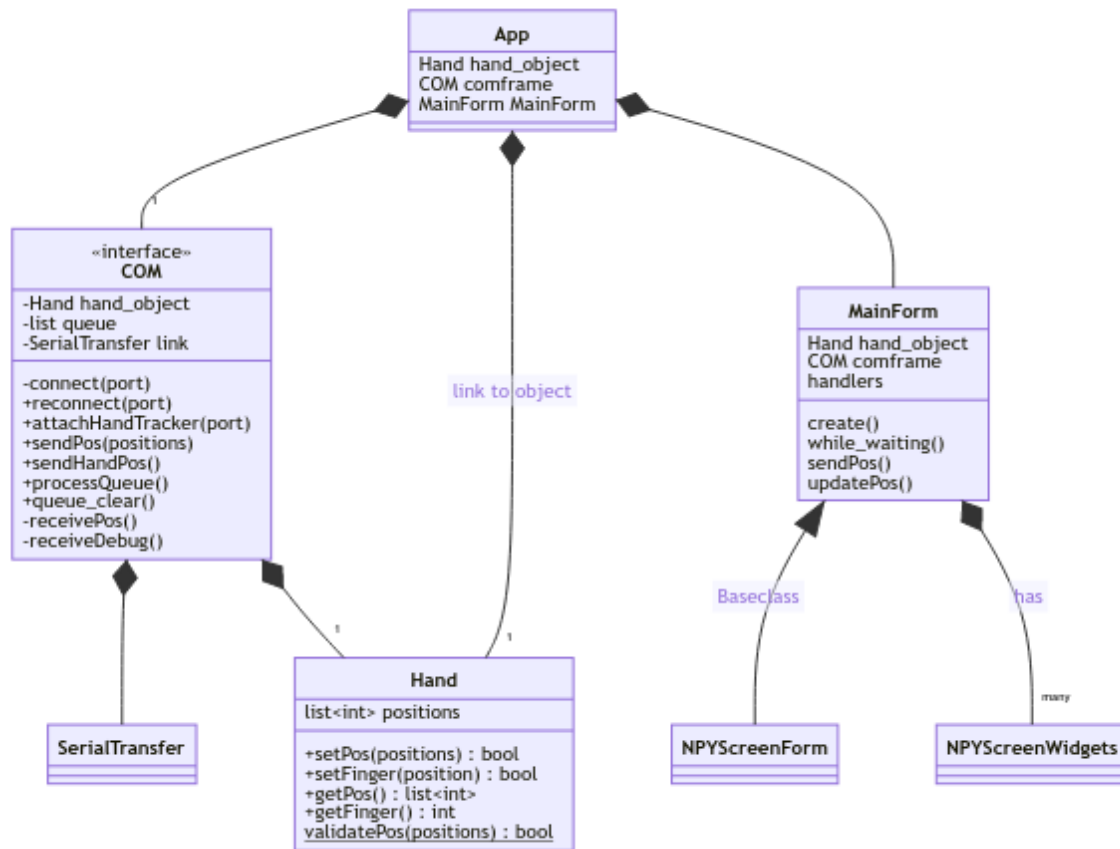 App
Hand hand_object
COM comframe
MainForm MainForm
1
«interface»
COM
-Hand hand_object
-list queue
-SerialTransfer link
-connect(port)
+reconnect(port)
+attachHandTracker(port)
+sendPos(positions)
+sendHandPos()
+processQueue()
+queue_clear()
-receivePos()
-receiveDebug()
link to object
MainForm
Hand hand_object
COM comframe
handlers
create()
while_waiting()
sendPos()
updatePos()
Baseclass
has
1
1
many
SerialTransfer
Hand
list<int> positions
+setPos(positions) : bool
+setFinger(position) : bool
+getPos() : list<int>
+getFinger() : int
validatePos(positions) : bool
NPYScreenForm
NPYScreenWidgets